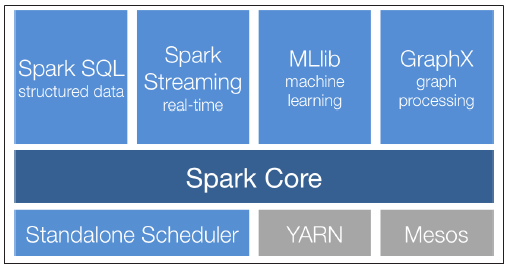 Spark SQL
structured data
Spark
Streaming
real-time
MLlib
machine
learning
GraphX
graph
processing
Spark Core
Standalone Scheduler
YARN
Mesos